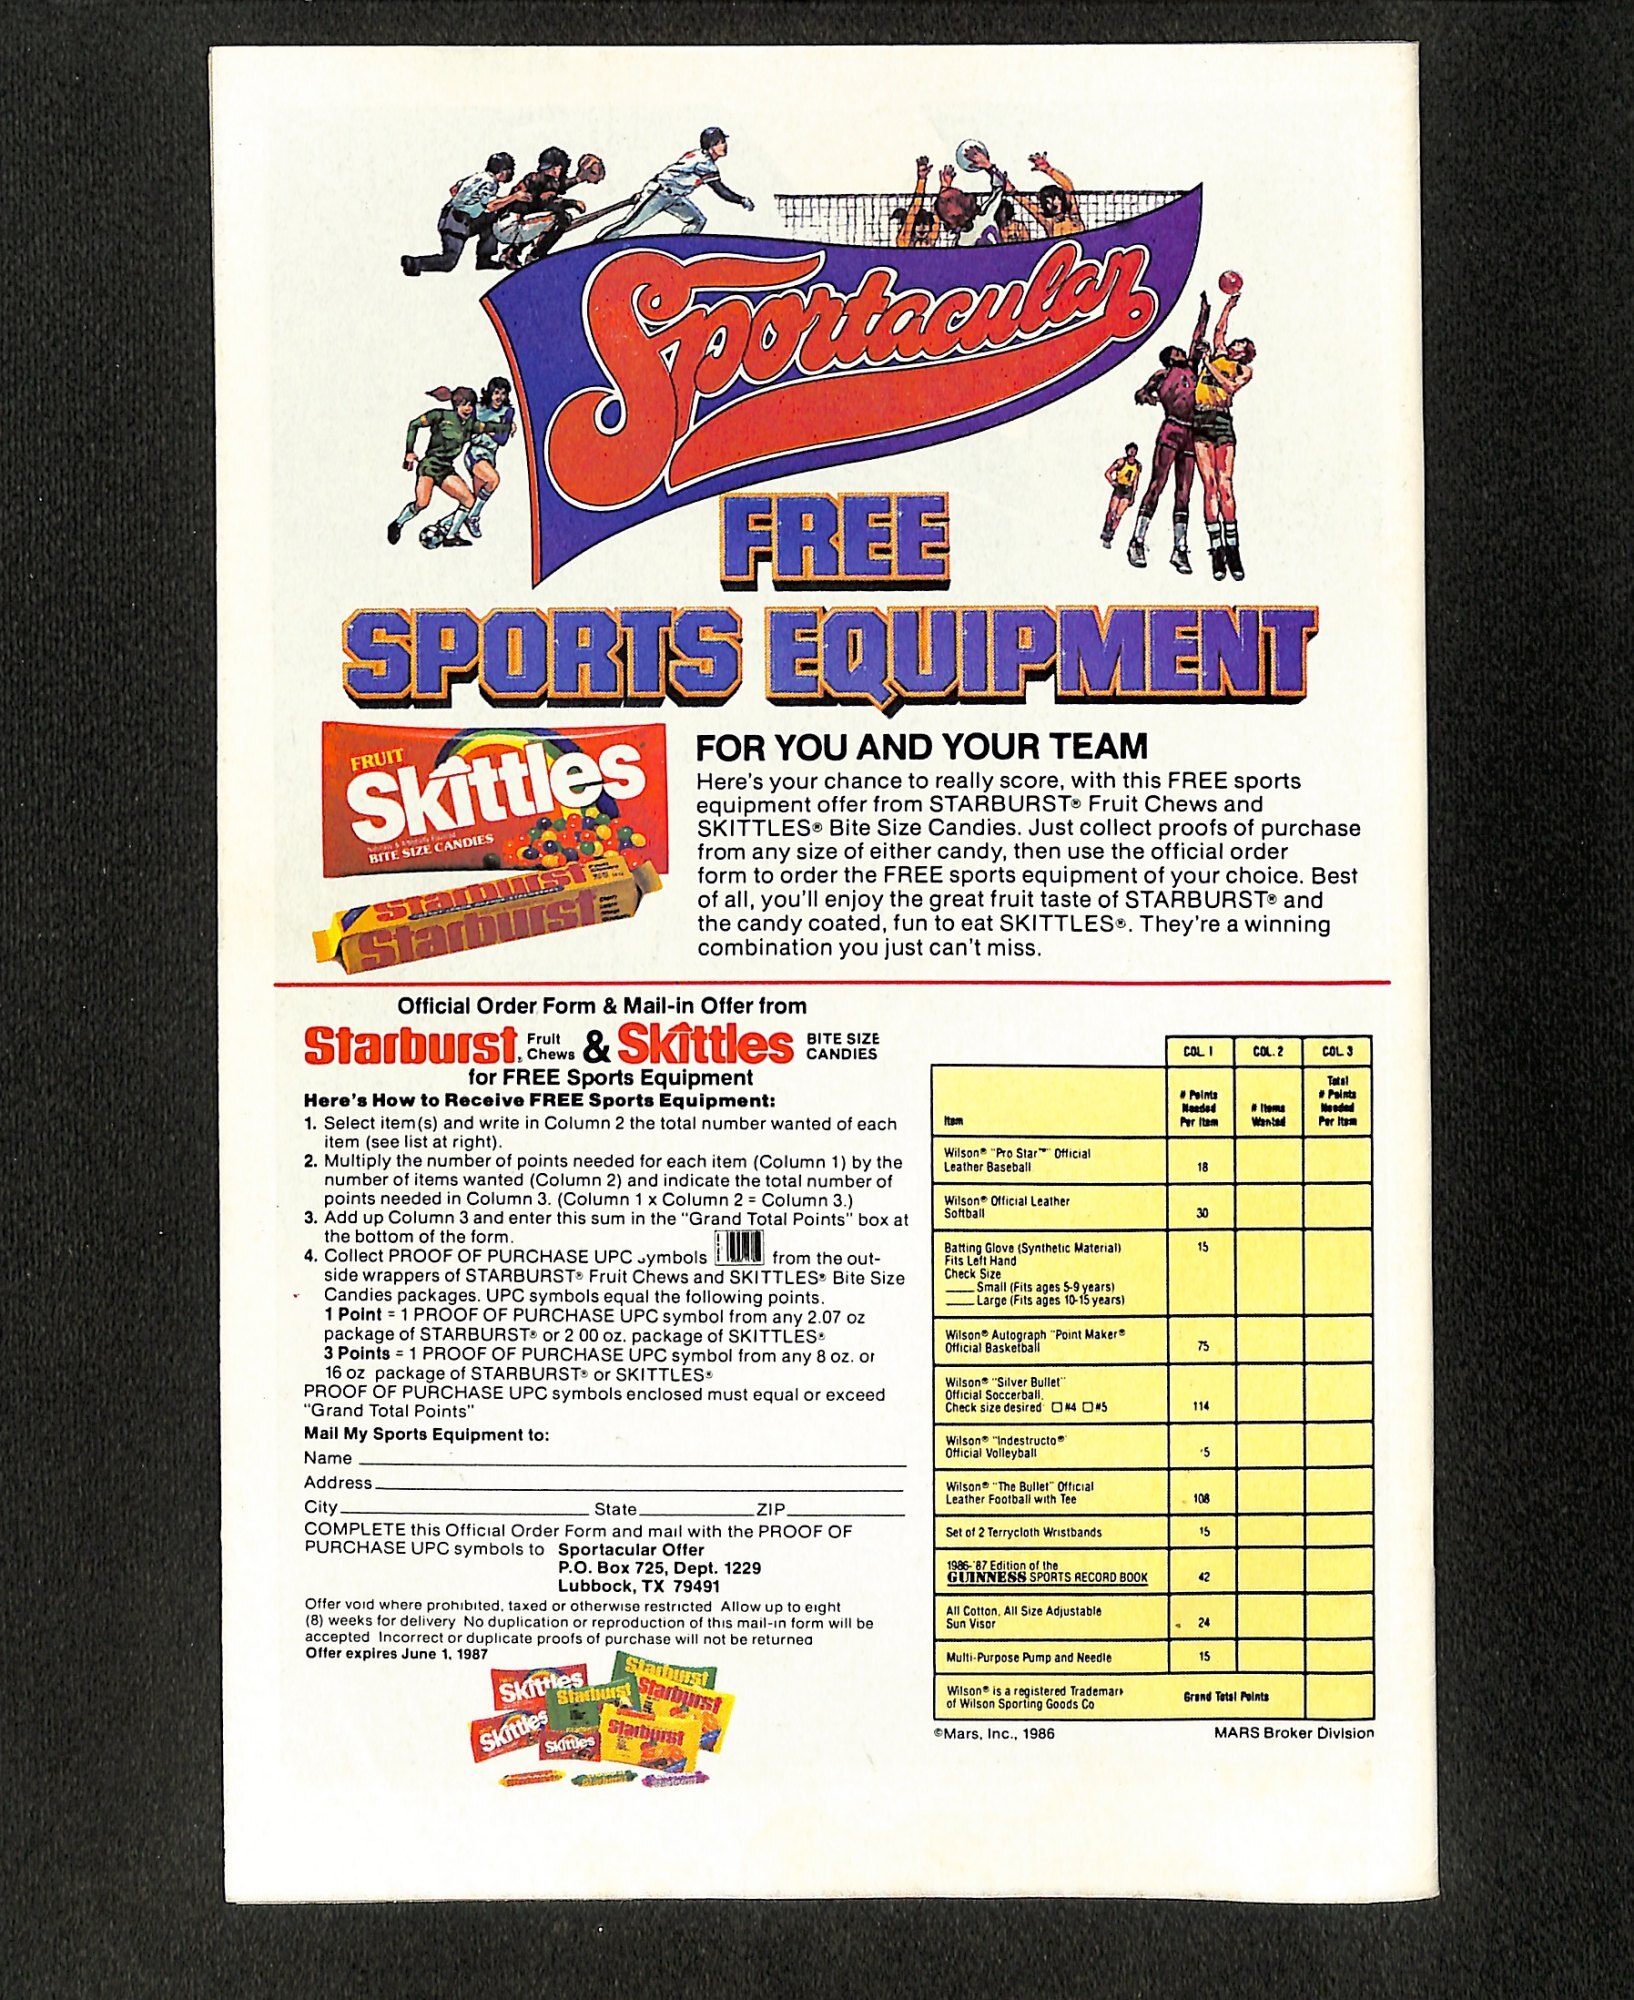 Sportacular
FREE
SPORTS EQUIPMENT
FRUIT
Skittles
BITE SIZE CANDIES
Starburst
Starburst
FOR YOU AND YOUR TEAM
Here's your chance to really score, with this FREE sports
equipment offer from STARBURST® Fruit Chews and
SKITTLES® Bite Size Candies. Just collect proofs of purchase
from any size of either candy, then use the official order
form to order the FREE sports equipment of your choice. Best
of all, you'll enjoy the great fruit taste of STARBURST® and
the candy coated, fun to eat SKITTLES®. They're a winning
combination you just can't miss.
Official Order Form & Mail-in Offer from
Starburst Fruit Chews & Skittles BITE SIZE CANDIES
for FREE Sports Equipment
Here's How to Receive FREE Sports Equipment:
1. Select item(s) and write in Column 2 the total number wanted of each
item (see list at right).
2. Multiply the number of points needed for each item (Column 1) by the
number of items wanted (Column 2) and indicate the total number of
points needed in Column 3. (Column 1 x Column 2 = Column 3.)
3. Add up Column 3 and enter this sum in the "Grand Total Points" box at
the bottom of the form.
4. Collect PROOF OF PURCHASE UPC symbols from the out-
side wrappers of STARBURST® Fruit Chews and SKITTLES® Bite Size
Candies packages. UPC symbols equal the following points.
1 Point = 1 PROOF OF PURCHASE UPC symbol from any 2.07 oz
package of STARBURST® or 2 00 oz. package of SKITTLES®
3 Points = 1 PROOF OF PURCHASE UPC symbol from any 8 oz. or
16 oz package of STARBURST® or SKITTLES®
PROOF OF PURCHASE UPC symbols enclosed must equal or exceed
"Grand Total Points"
Mail My Sports Equipment to:
Name
Address
City State ZIP
COMPLETE this Official Order Form and mail with the PROOF OF
PURCHASE UPC symbols to Sportacular Offer
P.O. Box 725, Dept. 1229
Lubbock, TX 79491
Offer void where prohibited, taxed or otherwise restricted Allow up to eight
(8) weeks for delivery No duplication or reproduction of this mail-in form will be
accepted Incorrect or duplicate proofs of purchase will not be returned
Offer expires June 1, 1987
Skittles
Starburst
Starburst
Starburst
Skittles
Skittles
Starburst
COL. 1 COL. 2 COL. 3
Item # Points Needed Per Item # Items Wanted Total # Points Needed Per Item
Wilson® "Pro Star™" Official
Leather Baseball 18
Wilson® Official Leather
Softball 30
Batting Glove (Synthetic Material) 15
Fits Left Hand
Check Size
Small (Fits ages 5-9 years)
Large (Fits ages 10-15 years)
Wilson® Autograph "Point Maker®
Official Basketball 75
Wilson® "Silver Bullet"
Official Soccerball.
Check size desired #4 #5 114
Wilson® "Indestructo®"
Official Volleyball 5
Wilson® "The Bullet" Official
Leather Football with Tee 108
Set of 2 Terrycloth Wristbands 15
1986-'87 Edition of the
GUINNESS SPORTS RECORD BOOK 42
All Cotton, All Size Adjustable
Sun Visor 24
Multi-Purpose Pump and Needle 15
Wilson® is a registered Trademark
of Wilson Sporting Goods Co Grand Total Points
©Mars, Inc., 1986 MARS Broker Division